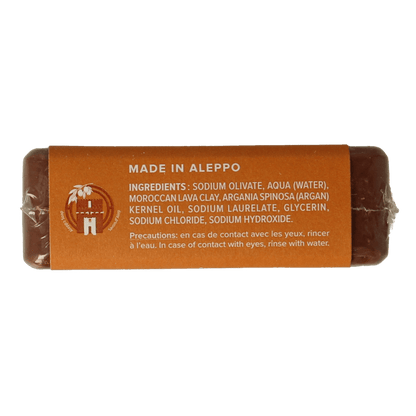 MADE IN ALEPPO
INGREDIENTS: SODIUM OLIVATE, AQUA (WATER),
MOROCCAN LAVA CLAY, ARGANIA SPINOSA (ARGAN)
KERNEL OIL, SODIUM LAURELATE, GLYCERIN,
SODIUM CHLORIDE, SODIUM HYDROXIDE.
Precautions: en cas de contact avec les yeux, rincer
à l'eau. In case of contact with eyes, rinse with water.